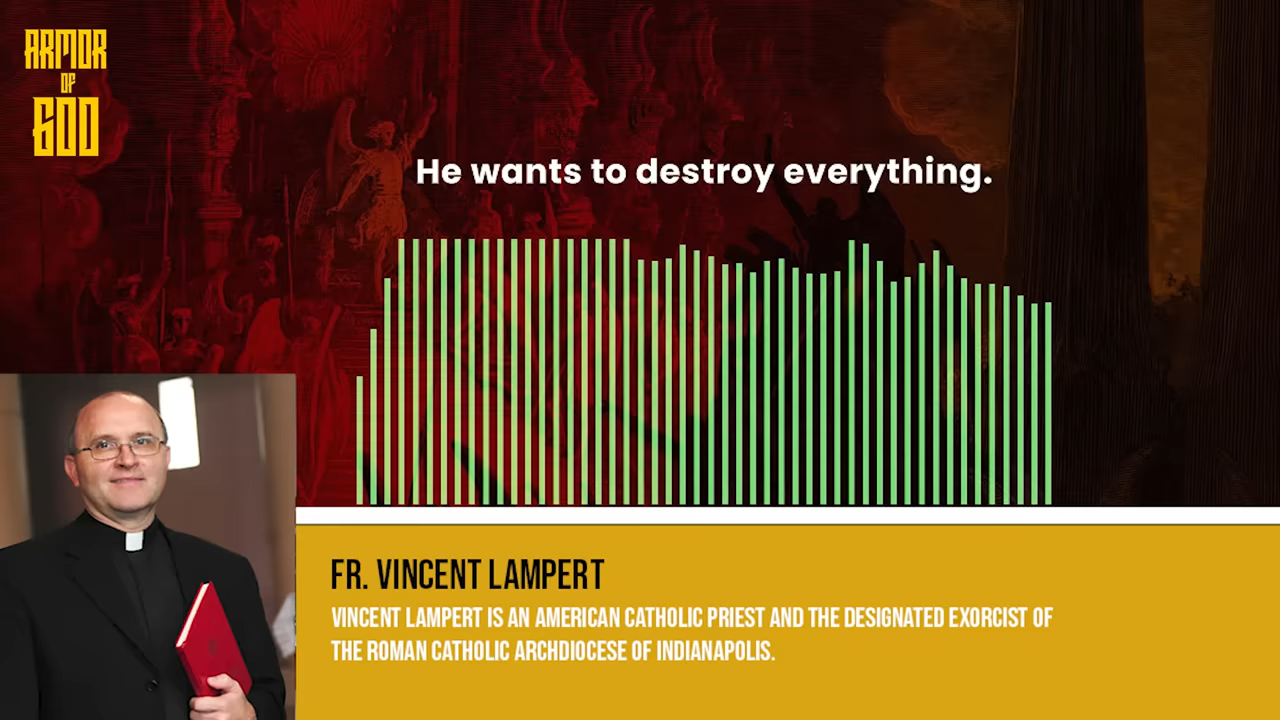 ARMOR
OF
GOD
He wants to destroy everything.
FR. VINCENT LAMPERT
VINCENT LAMPERT IS AN AMERICAN CATHOLIC PRIEST AND THE DESIGNATED EXORCIST OF
THE ROMAN CATHOLIC ARCHDIOCESE OF INDIANAPOLIS.